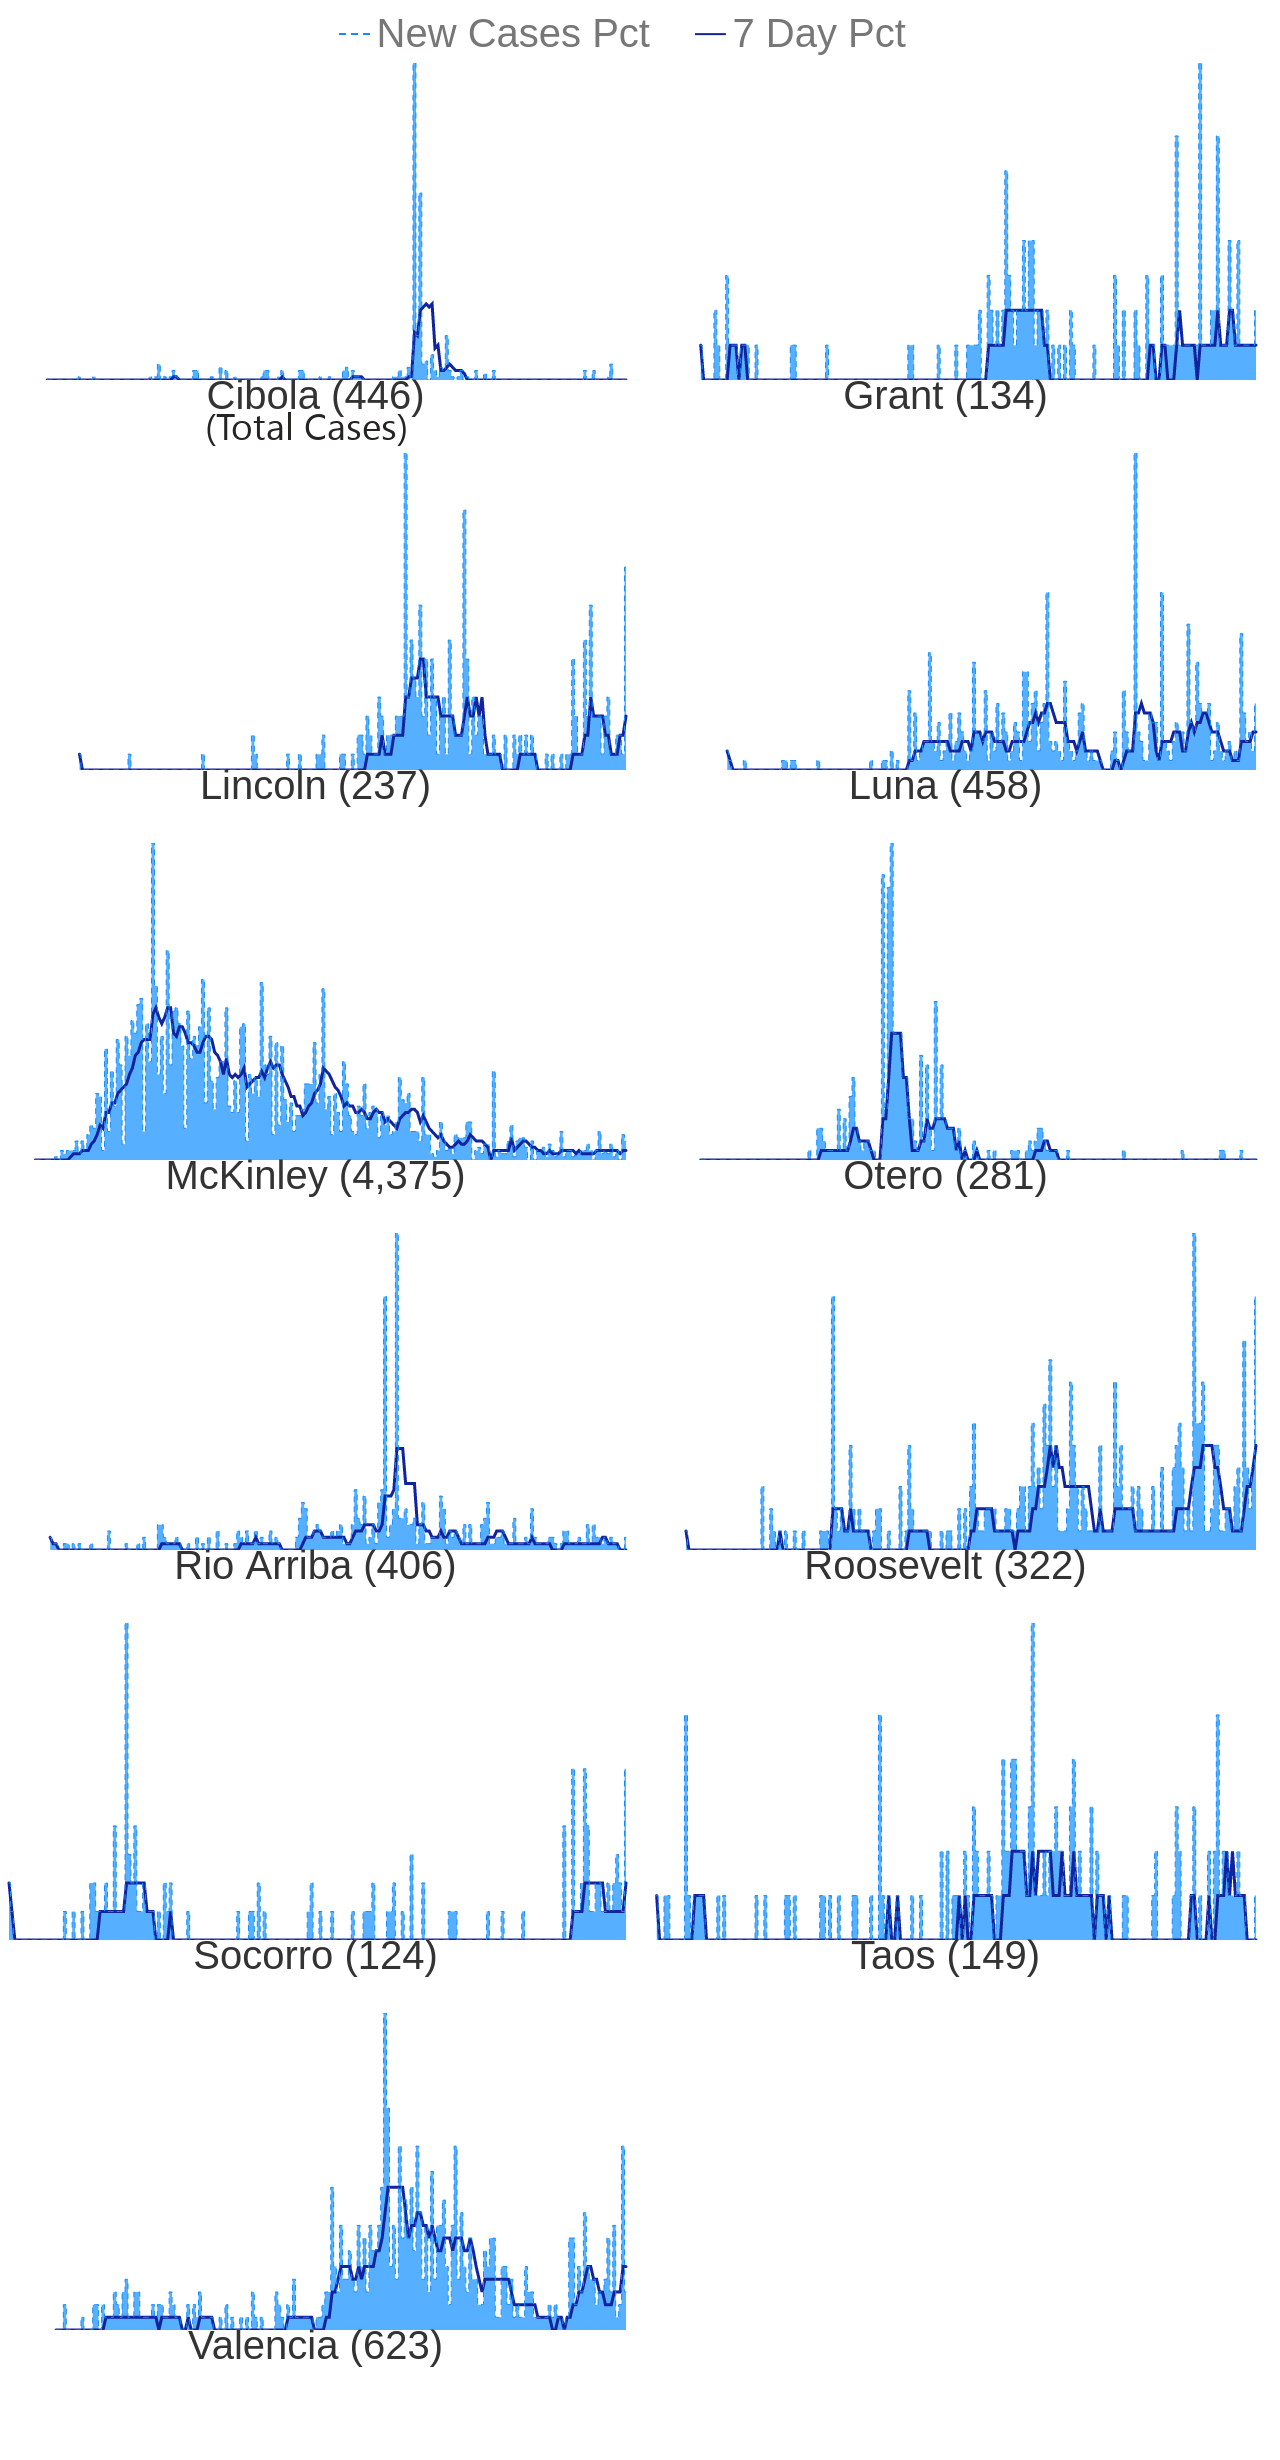 New Cases Pct 7 Day Pct
Cibola (446) Grant (134)
(Total Cases)
Lincoln (237) Luna (458)
McKinley (4,375) Otero (281)
Rio Arriba (406) Roosevelt (322)
Socorro (124) Taos (149)
Valencia (623)